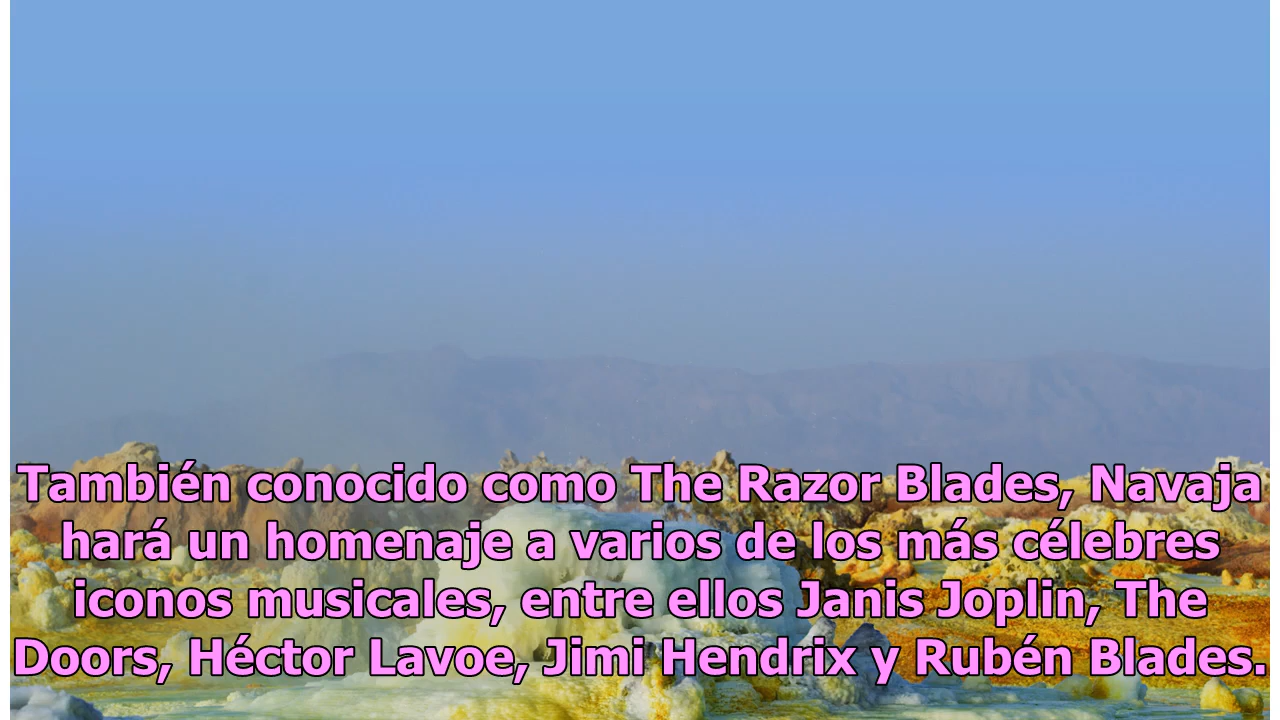 También conocido como The Razor Blades, Navaja
hará un homenaje a varios de los más célebres
iconos musicales, entre ellos Janis Joplin, The
Doors, Héctor Lavoe, Jimi Hendrix y Rubén Blades.